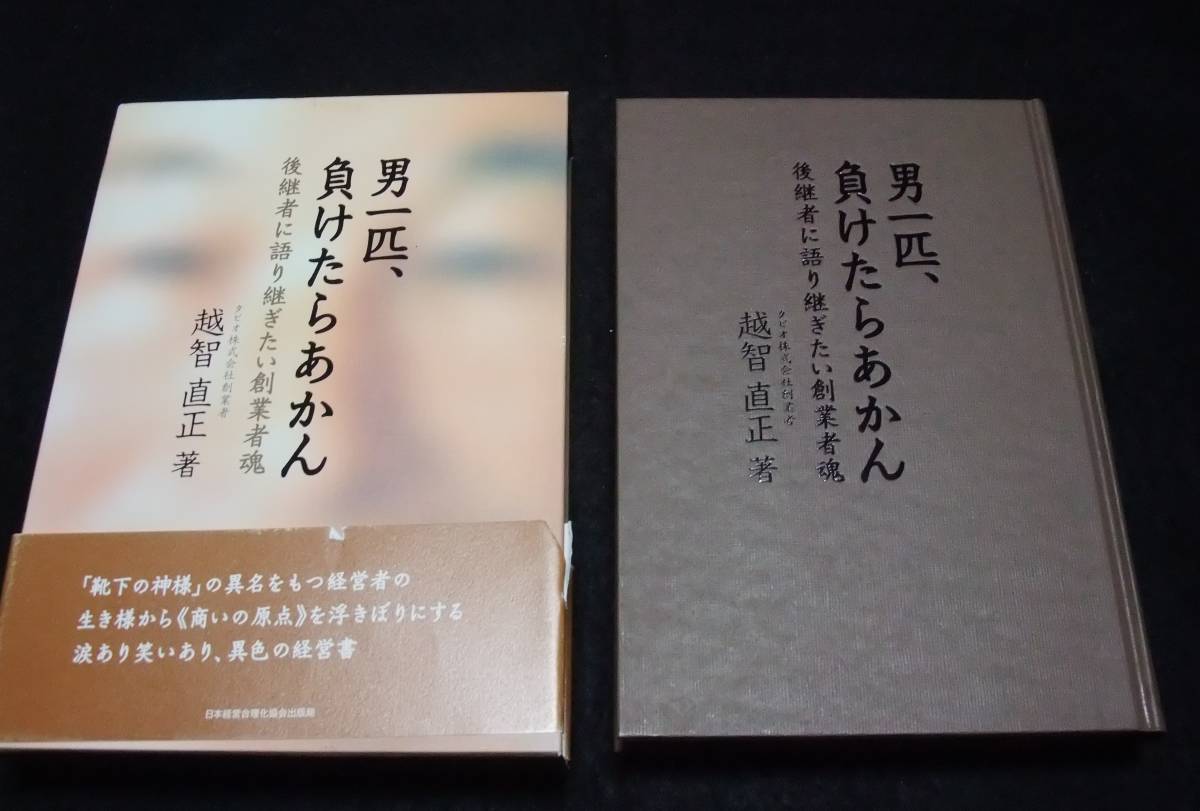 男一匹、
負けたらあかん
後継者に語り継ぎたい創業者魂
タビオ株式会社創業者
越智 直正 著
「靴下の神様」の異名をもつ経営者の
生き様から《商いの原点》を浮きぼりにする
涙あり笑いあり、異色の経営書
日本経営合理化協会出版局
男一匹、
負けたらあかん
後継者に語り継ぎたい創業者魂
タビオ株式会社創業者
越智 直正 著